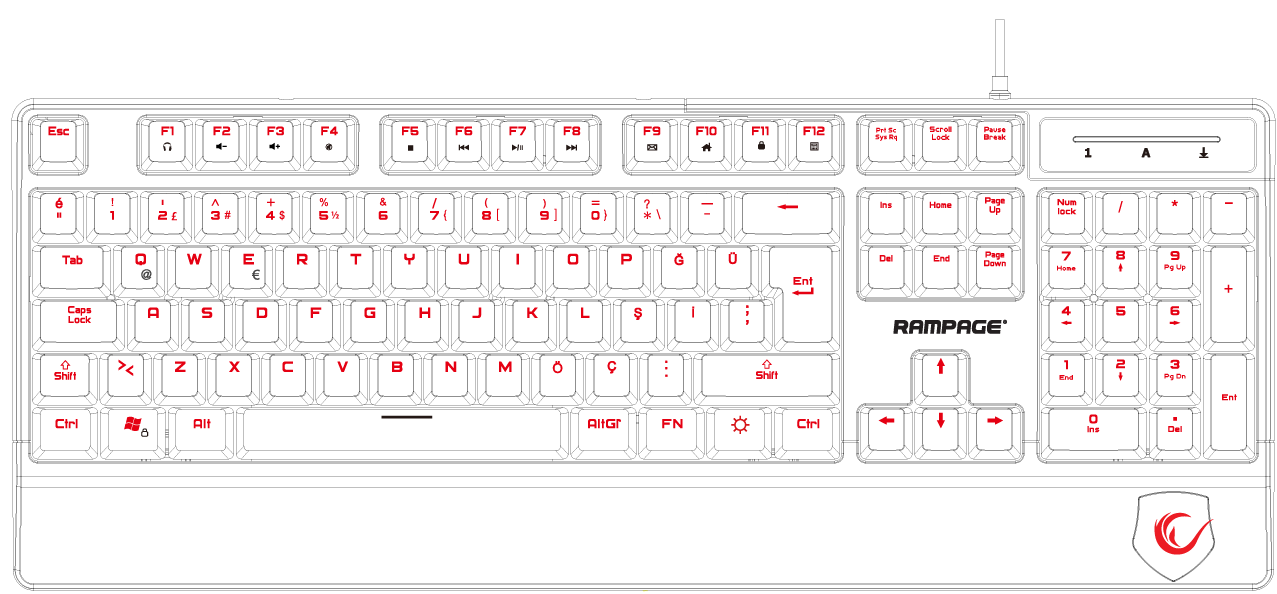 Esc F1 F2 F3 F4 F5 F6 F7 F8 F9 F10 F11 F12 Prt Sc Scroll Pause
Sys Rq Lock Break
1 A
é ! ' ^ + % & / ( ) = ? _ Ins Home Page Num / * -
" 1 2 £ 3 # 4 $ 5 ½ 6 7 { 8 [ 9 ] 0 } * \ - ← Up lock
Tab Q W E R T Y U I O P Ğ Ü Ent Del End Page 7 8 9 +
@ € Down Home Pg Up
Caps A S D F G H J K L Ş İ ; RAMPAGE 4 5 6
Lock ,
Shift > < Z X C V B N M Ö Ç : . Shift 1 2 3 Ent
End Pg Dn
Ctrl Alt AltGr FN Ctrl 0 .
Ins Del